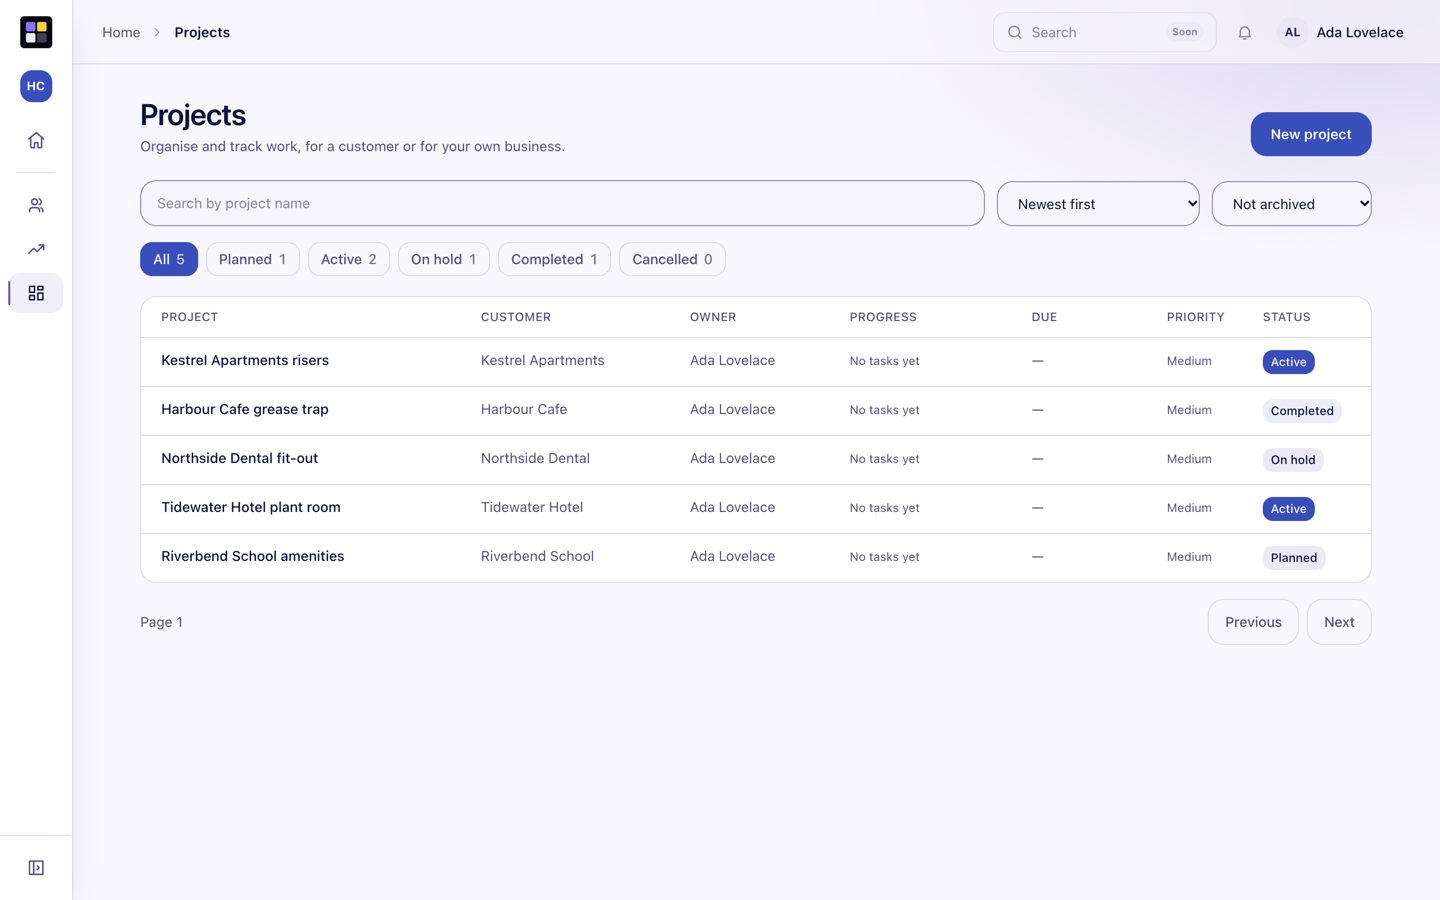 HC
Home > Projects
Search
Soon
AL
Ada Lovelace
Projects
Organise and track work, for a customer or for your own business.
New project
Search by project name
Newest first
Not archived
All 5
Planned 1
Active 2
On hold 1
Completed 1
Cancelled 0
PROJECT CUSTOMER OWNER PROGRESS DUE PRIORITY STATUS
Kestrel Apartments risers Kestrel Apartments Ada Lovelace No tasks yet — Medium Active
Harbour Cafe grease trap Harbour Cafe Ada Lovelace No tasks yet — Medium Completed
Northside Dental fit-out Northside Dental Ada Lovelace No tasks yet — Medium On hold
Tidewater Hotel plant room Tidewater Hotel Ada Lovelace No tasks yet — Medium Active
Riverbend School amenities Riverbend School Ada Lovelace No tasks yet — Medium Planned
Page 1
Previous
Next